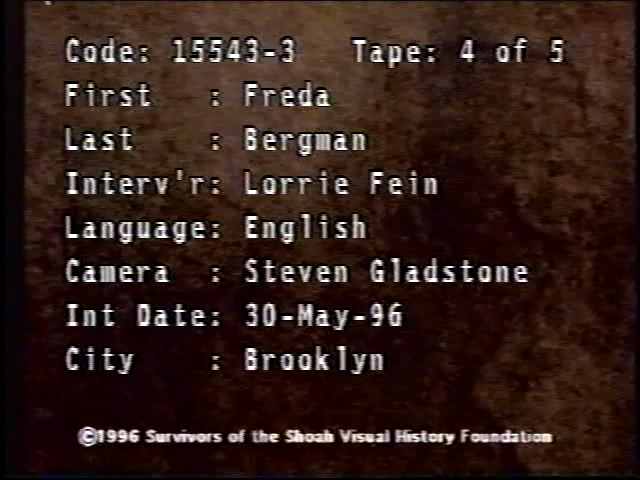 Code: 15543-3 Tape: 4 of 5
First : Freda
Last : Bergman
Interv'r: Lorrie Fein
Language: English
Camera : Steven Gladstone
Int Date: 30-May-96
City : Brooklyn
©1996 Survivors of the Shoah Visual History Foundation